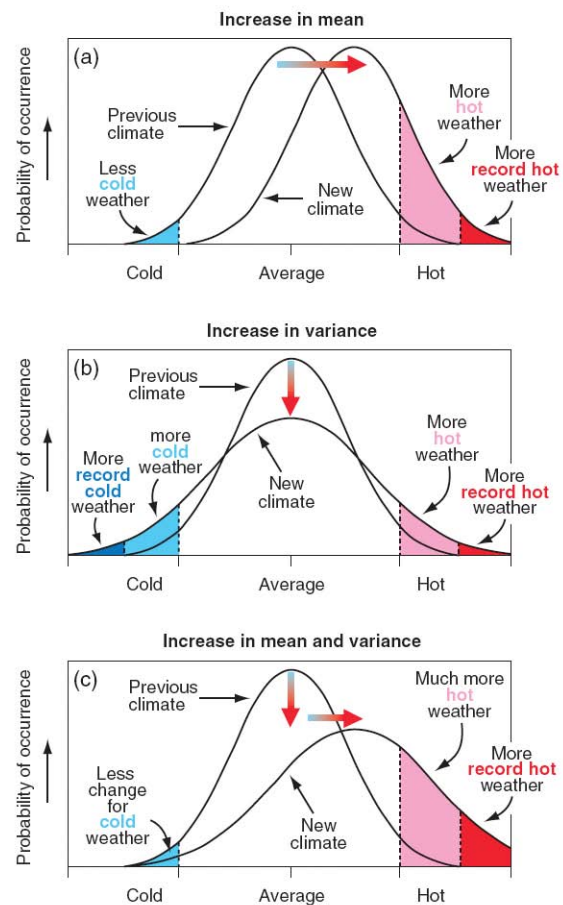 Increase in mean
(a)
Probability of occurrence
Previous
climate
Less
cold
weather
New
climate
More
hot
weather
More
record hot
weather
Cold
Average
Hot
Increase in variance
(b)
Probability of occurrence
Previous
climate
more
cold
weather
More
record
cold
weather
New
climate
More
hot
weather
More
record hot
weather
Cold
Average
Hot
Increase in mean and variance
(c)
Probability of occurrence
Previous
climate
Less
change
for
cold
weather
New
climate
Much more
hot
weather
More
record hot
weather
Cold
Average
Hot